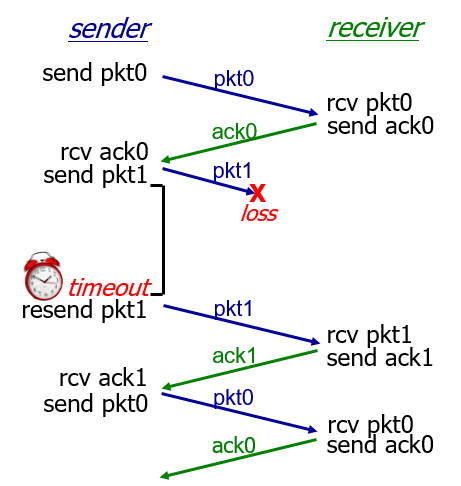 sender
receiver
send pkt0
pkt0
rcv pkt0
send ack0
ack0
rcv ack0
send pkt1
pkt1
X
loss
timeout
resend pkt1
pkt1
rcv pkt1
send ack1
ack1
rcv ack1
send pkt0
pkt0
rcv pkt0
send ack0
ack0